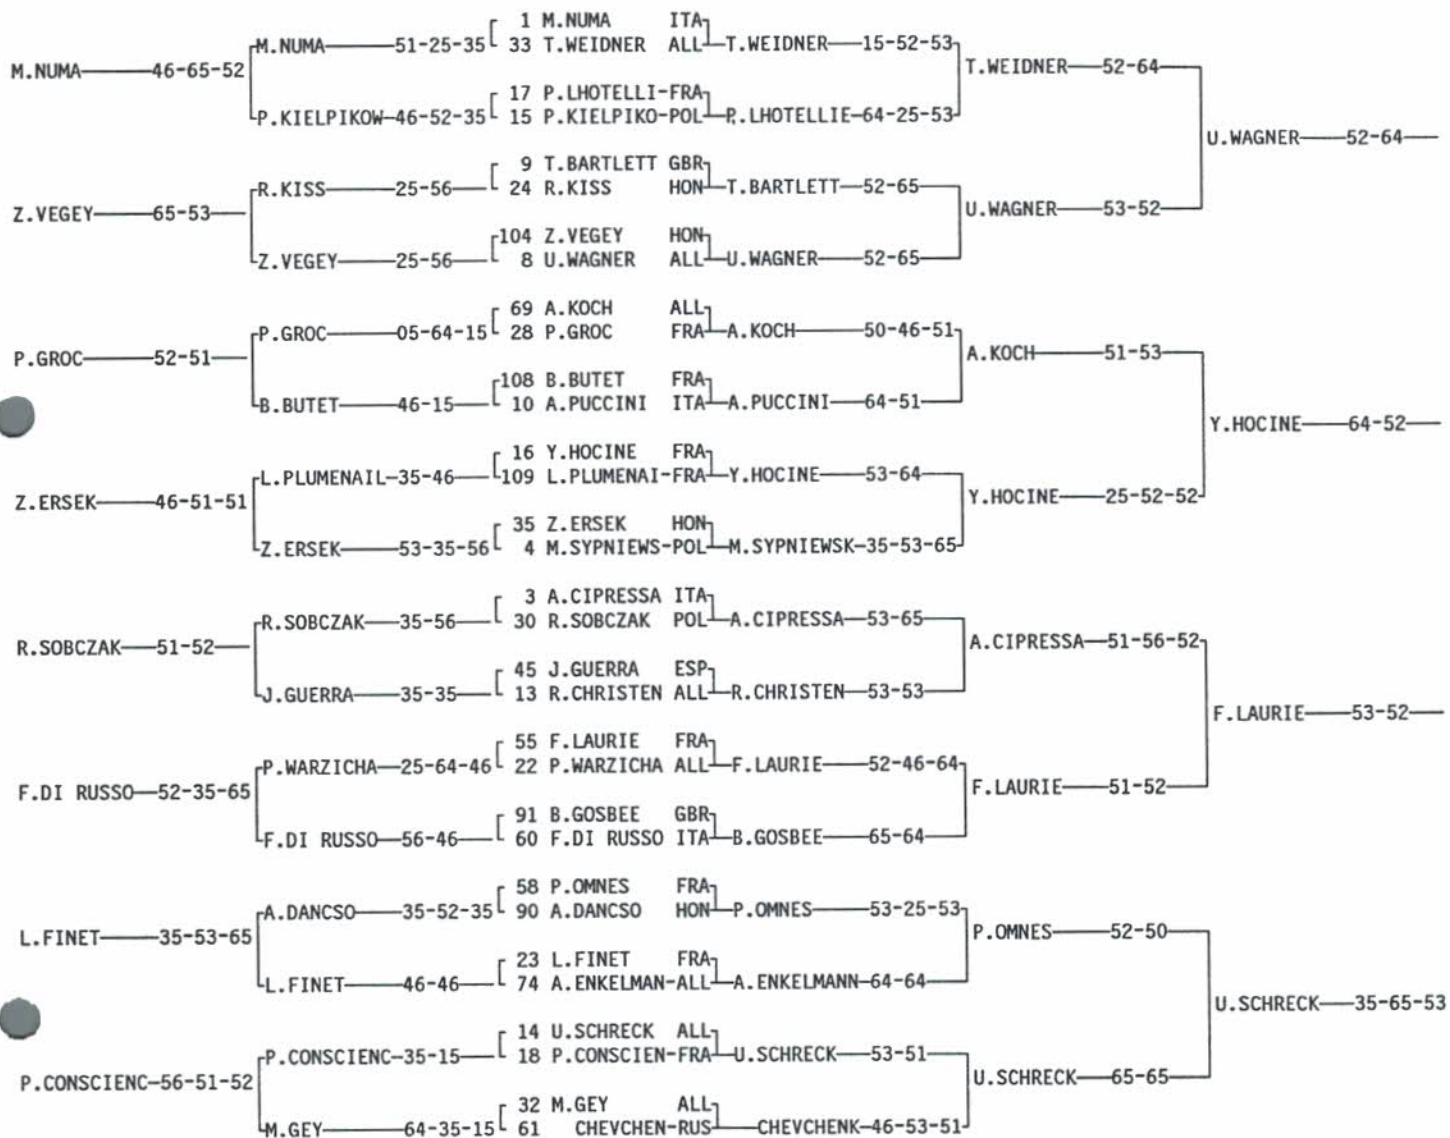 1 M.NUMA ITA
M.NUMA 51-25-35 33 T.WEIDNER ALL T.WEIDNER 15-52-53
M.NUMA 46-65-52 T.WEIDNER 52-64
17 P.LHOTELLI-FRA
P.KIELPIKOW-46-52-35 15 P.KIELPIKO-POL P.LHOTELLIE-64-25-53
U.WAGNER 52-64
9 T.BARTLETT GBR
R.KISS 25-56 24 R.KISS HON T.BARTLETT 52-65
Z.VEGEY 65-53 U.WAGNER 53-52
104 Z.VEGEY HON
Z.VEGEY 25-56 8 U.WAGNER ALL U.WAGNER 52-65
69 A.KOCH ALL
P.GROC 05-64-15 28 P.GROC FRA A.KOCH 50-46-51
P.GROC 52-51 A.KOCH 51-53
108 B.BUTET FRA
B.BUTET 46-15 10 A.PUCCINI ITA A.PUCCINI 64-51
Y.HOCINE 64-52
16 Y.HOCINE FRA
L.PLUMENAIL-35-46 109 L.PLUMENAI-FRA Y.HOCINE 53-64
Z.ERSEK 46-51-51 Y.HOCINE 25-52-52
35 Z.ERSEK HON
Z.ERSEK 53-35-56 4 M.SYPNIEWS-POL M.SYPNIEWSK-35-53-65
3 A.CIPRESSA ITA
R.SOBCZAK 35-56 30 R.SOBCZAK POL A.CIPRESSA 53-65
R.SOBCZAK 51-52 A.CIPRESSA 51-56-52
45 J.GUERRA ESP
J.GUERRA 35-35 13 R.CHRISTEN ALL R.CHRISTEN 53-53
F.LAURIE 53-52
55 F.LAURIE FRA
P.WARZICHA 25-64-46 22 P.WARZICHA ALL F.LAURIE 52-46-64
F.DI RUSSO 52-35-65 F.LAURIE 51-52
91 B.GOSBEE GBR
F.DI RUSSO 56-46 60 F.DI RUSSO ITA B.GOSBEE 65-64
58 P.OMNES FRA
A.DANCSO 35-52-35 90 A.DANCSO HON P.OMNES 53-25-53
L.FINET 35-53-65 P.OMNES 52-50
23 L.FINET FRA
L.FINET 46-46 74 A.ENKELMAN-ALL A.ENKELMANN 64-64
U.SCHRECK 35-65-53
14 U.SCHRECK ALL
P.CONSCIENC-35-15 18 P.CONSCIEN-FRA U.SCHRECK 53-51
P.CONSCIENC-56-51-52 U.SCHRECK 65-65
32 M.GEY ALL
M.GEY 64-35-15 61 CHEVCHEN-RUS CHEVCHENK-46-53-51